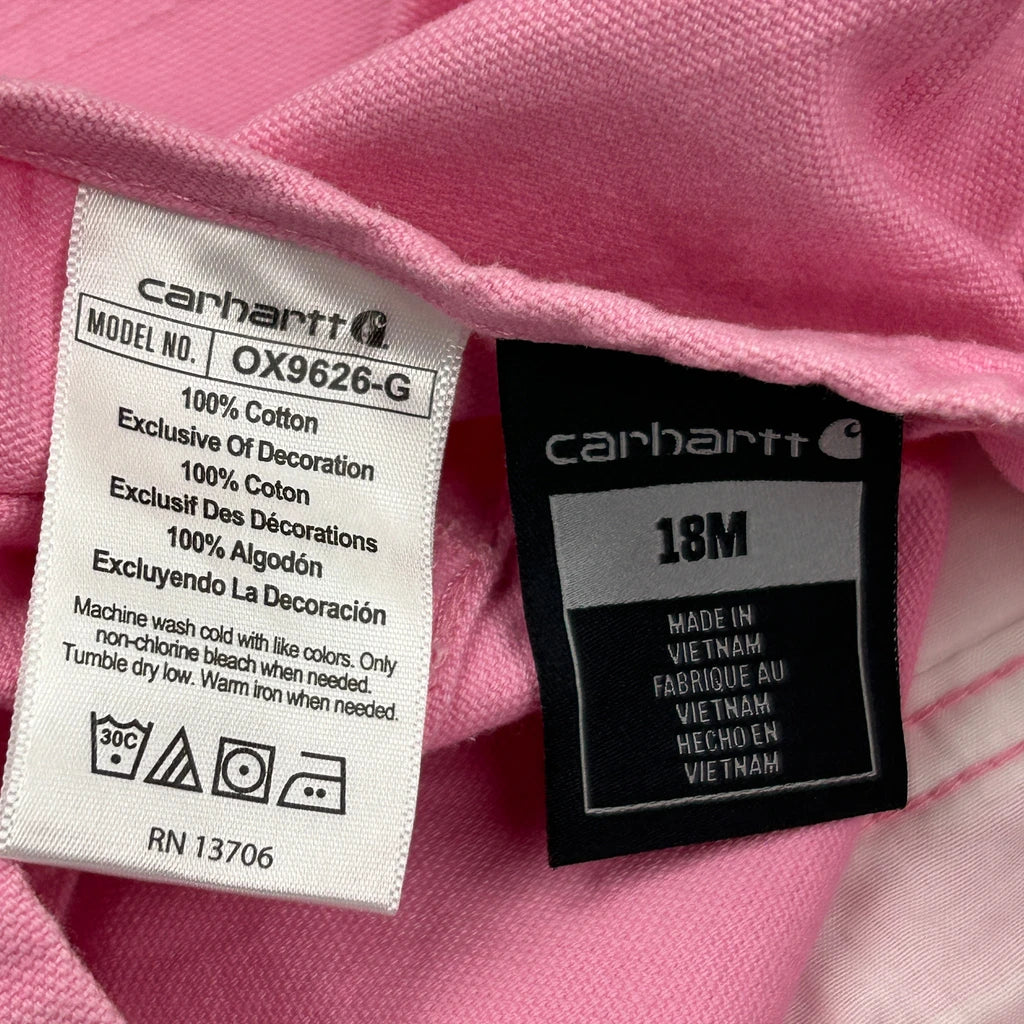 carhartt
MODEL NO. OX9626-G
100% Cotton
Exclusive Of Decoration
100% Coton
Exclusif Des Décorations
100% Algodón
Excluyendo La Decoración
Machine wash cold with like colors. Only
non-chlorine bleach when needed.
Tumble dry low. Warm iron when needed.
30C
RN 13706
carhartt
18M
MADE IN
VIETNAM
FABRIQUE AU
VIETNAM
HECHO EN
VIETNAM